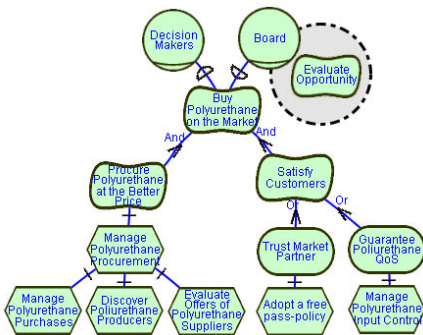 Decision
Makers
Board
Evaluate
Opportunity
Buy
Polyurethane
on the Market
And
And
Procure
Polyurethane
at the Better
Price
Satisfy
Customers
Or
Or
Manage
Polyurethane
Procurement
Trust Market
Partner
Guarantee
Poliurethane
QoS
Manage
Polyurethane
Purchases
Discover
Poliurethane
Producers
Evaluate
Offers of
Polyurethane
Suppliers
Adopt a free
pass-policy
Manage
Polyurethane
Input Control